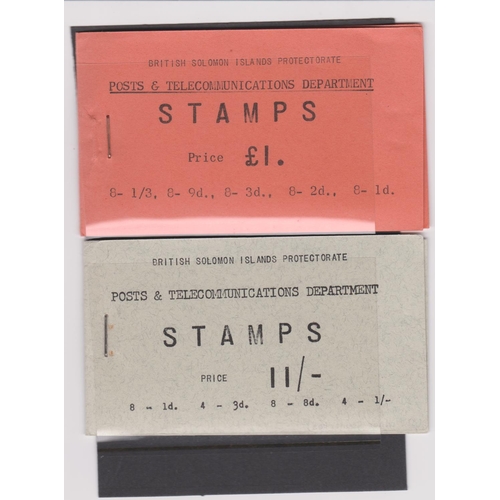 BRITISH SOLOMON ISLANDS PROTECTORATE
POSTS & TELECOMMUNICATIONS DEPARTMENT
STAMPS
Price £1.
8- 1/3, 8- 9d., 8- 3d., 8- 2d., 8- 1d.
BRITISH SOLOMON ISLANDS PROTECTORATE
POSTS & TELECOMMUNICATIONS DEPARTMENT
STAMPS
PRICE 11/-
8 - 1d. 4 - 3d. 8 - 8d. 4 - 1/-